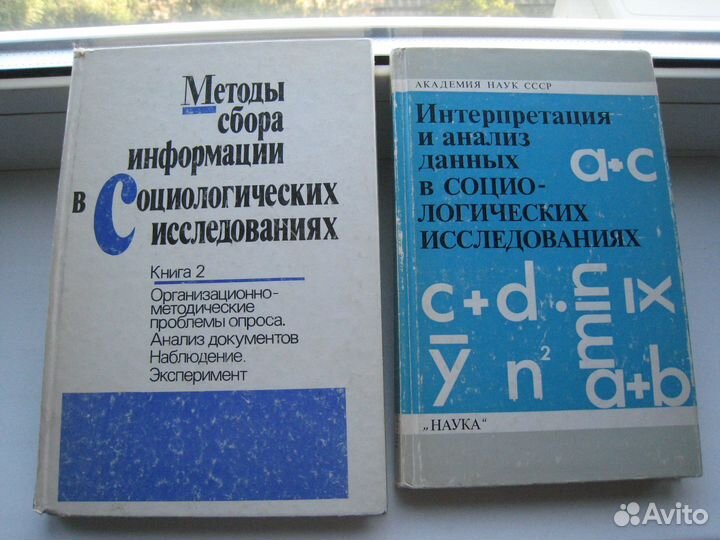 Методы
сбора
информации
в Социологических
исследованиях
Книга 2
Организационно-
методические
проблемы опроса.
Анализ документов
Наблюдение.
Эксперимент
АКАДЕМИЯ НАУК СССР
Интерпретация
и анализ
данных
в СОЦИО-
ЛОГИЧЕСКИХ
ИССЛЕДОВАНИЯХ
a+c
c+d · min x̄
ȳ n² a+b
„НАУКА“
Avito